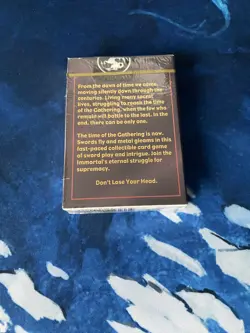 From the dawn of time we came,
moving silently down through the
centuries. Living many secret
lives, struggling to reach the time
of the Gathering, when the few who
remain will battle to the last. In the
end, there can be only one.
The time of the Gathering is now.
Swords fly and metal gleams in this
fast-paced collectible card game
of sword play and intrigue. Join the
Immortal's eternal struggle for
supremacy.
Don't Lose Your Head.